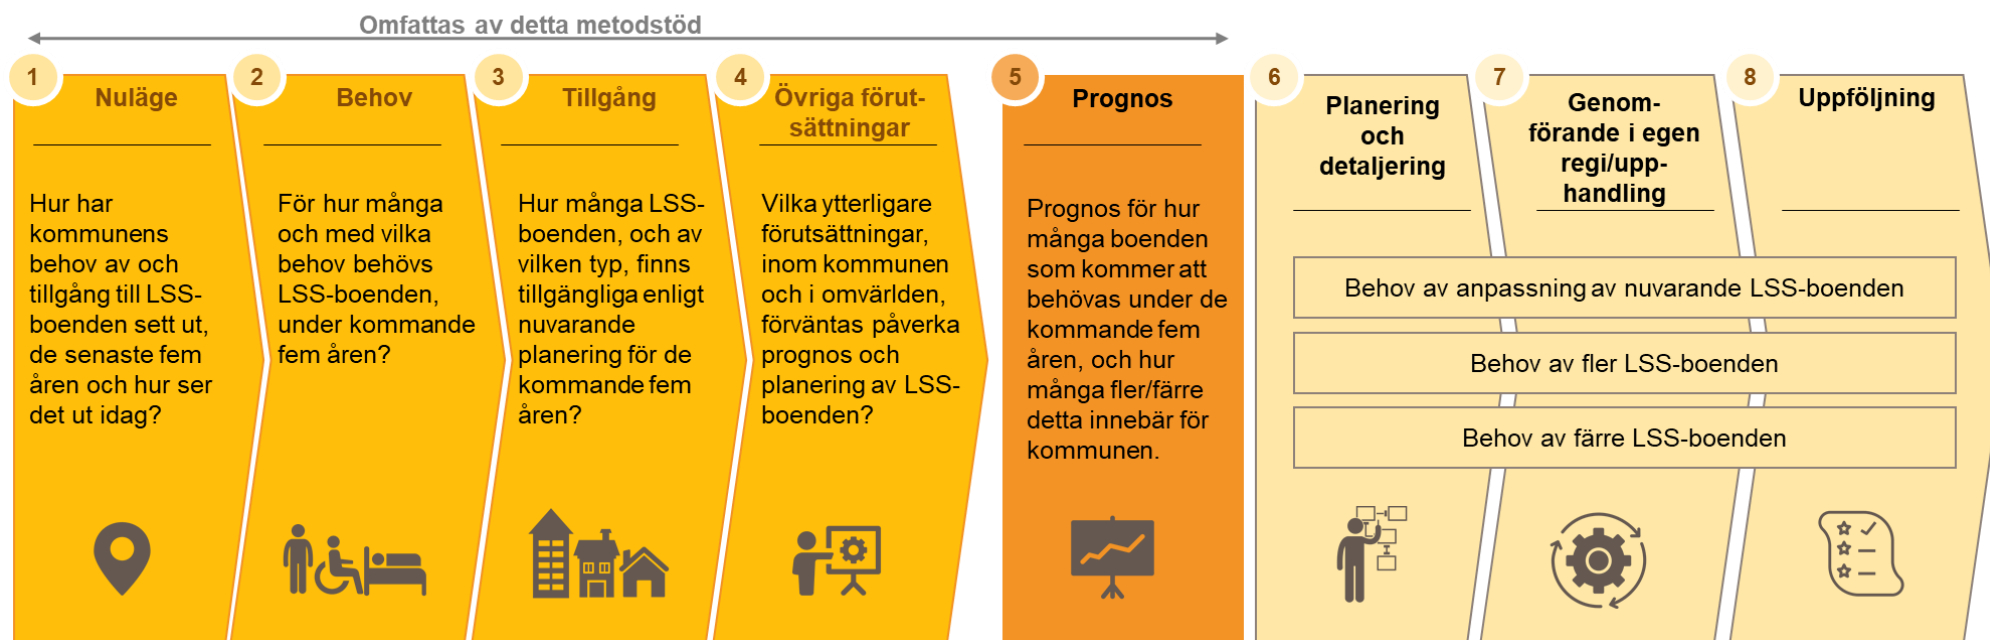 Omfattas av detta metodstöd
1
Nuläge
Hur har
kommunens
behov av och
tillgång till LSS-
boenden sett ut,
de senaste fem
åren och hur ser
det ut idag?
2
Behov
För hur många
och med vilka
behov behövs
LSS-boenden,
under kommande
fem åren?
3
Tillgång
Hur många LSS-
boenden, och av
vilken typ, finns
tillgängliga enligt
nuvarande
planering för de
kommande fem
åren?
4
Övriga förut-
sättningar
Vilka ytterligare
förutsättningar,
inom kommunen
och i omvärlden,
förväntas påverka
prognos och
planering av LSS-
boenden?
5
Prognos
Prognos för hur
många boenden
som kommer att
behövas under de
kommande fem
åren, och hur
många fler/färre
detta innebär för
kommunen.
6
Planering
och
detaljering
7
Genom-
förande i egen
regi/upp-
handling
8
Uppföljning
Behov av anpassning av nuvarande LSS-boenden
Behov av fler LSS-boenden
Behov av färre LSS-boenden